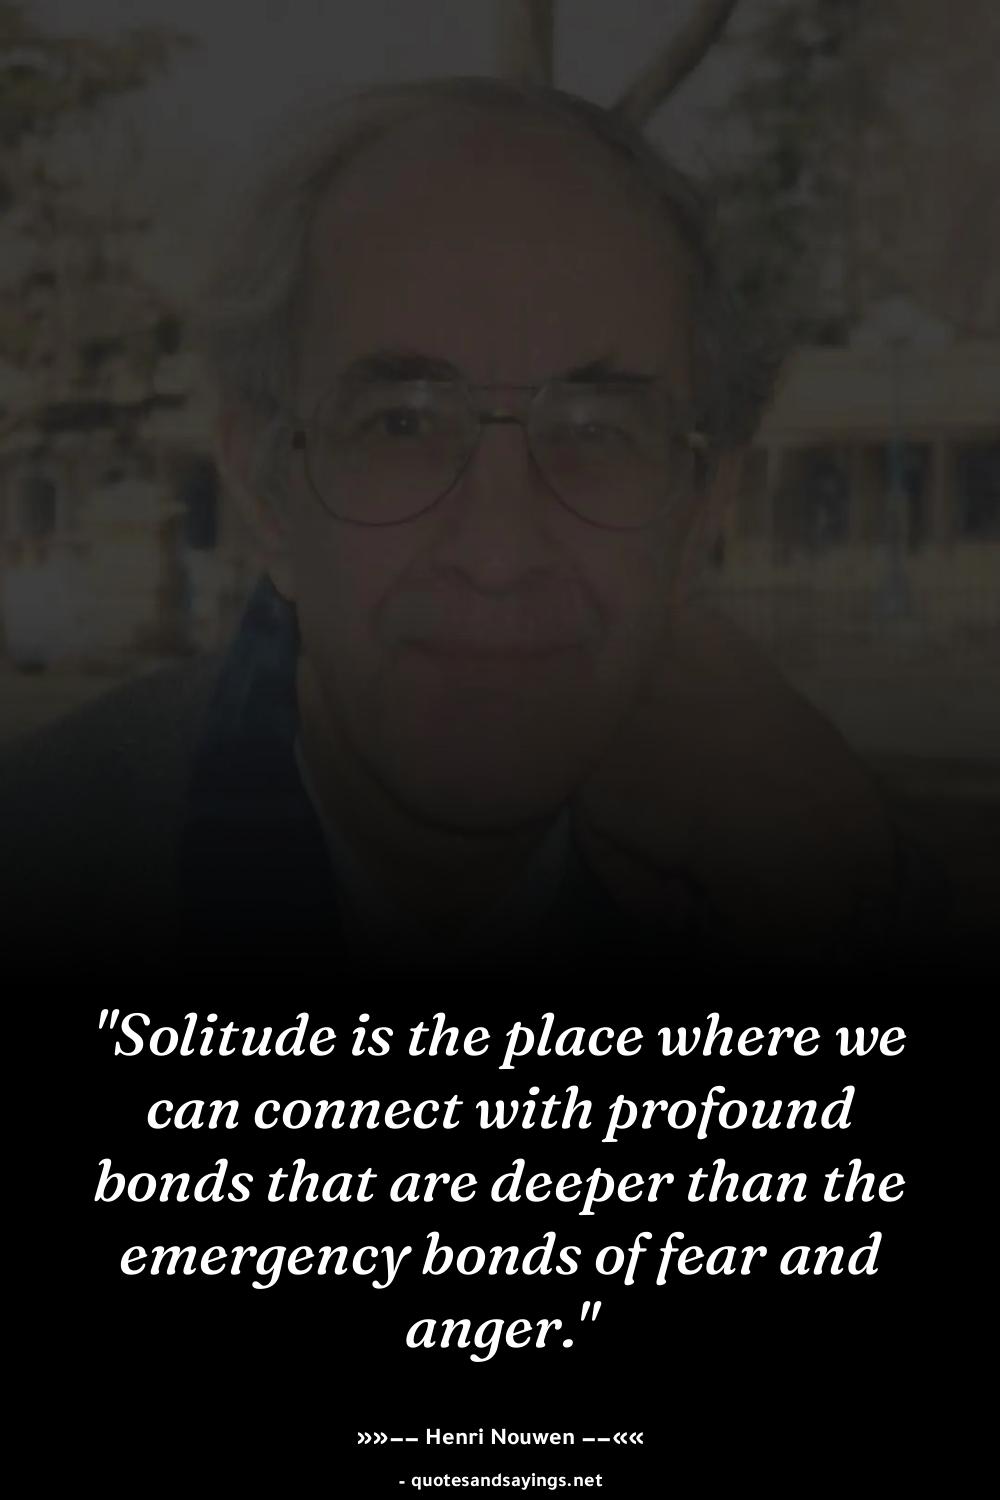 "Solitude is the place where we
can connect with profound
bonds that are deeper than the
emergency bonds of fear and
anger."
»»–– Henri Nouwen ––««
- quotesandsayings.net